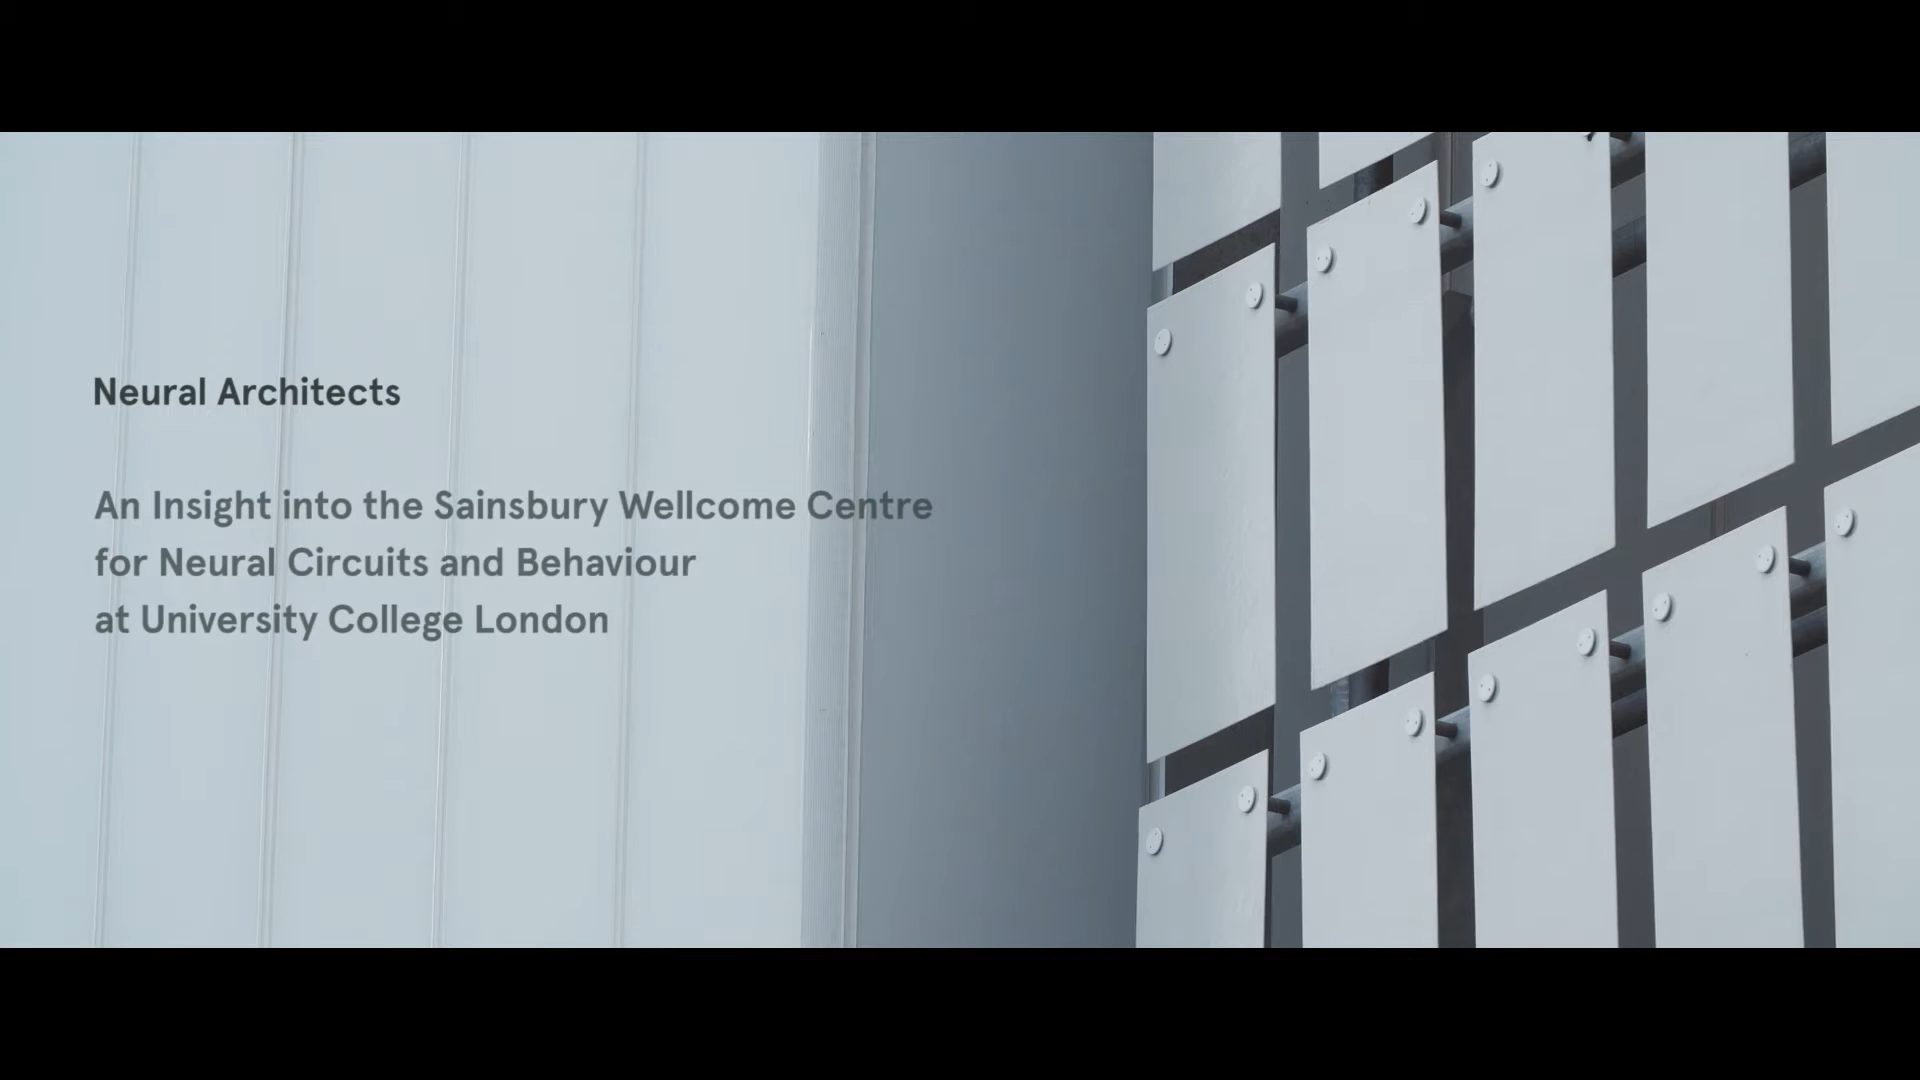 Neural Architects
An Insight into the Sainsbury Wellcome Centre
for Neural Circuits and Behaviour
at University College London